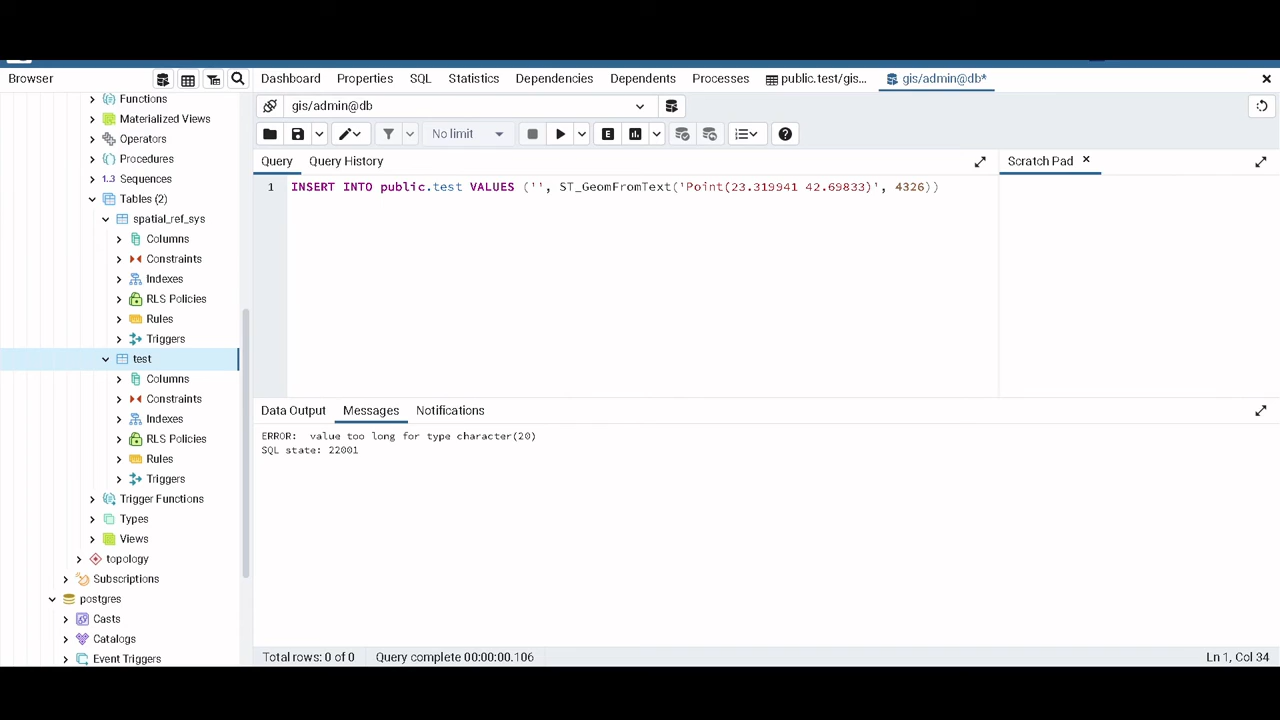 Browser
Dashboard Properties SQL Statistics Dependencies Dependents Processes public.test/gis... gis/admin@db*
Functions
Materialized Views
Operators
Procedures
1.3 Sequences
Tables (2)
spatial_ref_sys
Columns
Constraints
Indexes
RLS Policies
Rules
Triggers
test
Columns
Constraints
Indexes
RLS Policies
Rules
Triggers
Trigger Functions
Types
Views
topology
Subscriptions
postgres
Casts
Catalogs
Event Triggers
gis/admin@db
No limit E
Query Query History
Scratch Pad
1 INSERT INTO public.test VALUES ('', ST_GeomFromText('Point(23.319941 42.69833)', 4326))
Data Output Messages Notifications
ERROR: value too long for type character(20)
SQL state: 22001
Total rows: 0 of 0 Query complete 00:00:00.106 Ln 1, Col 34